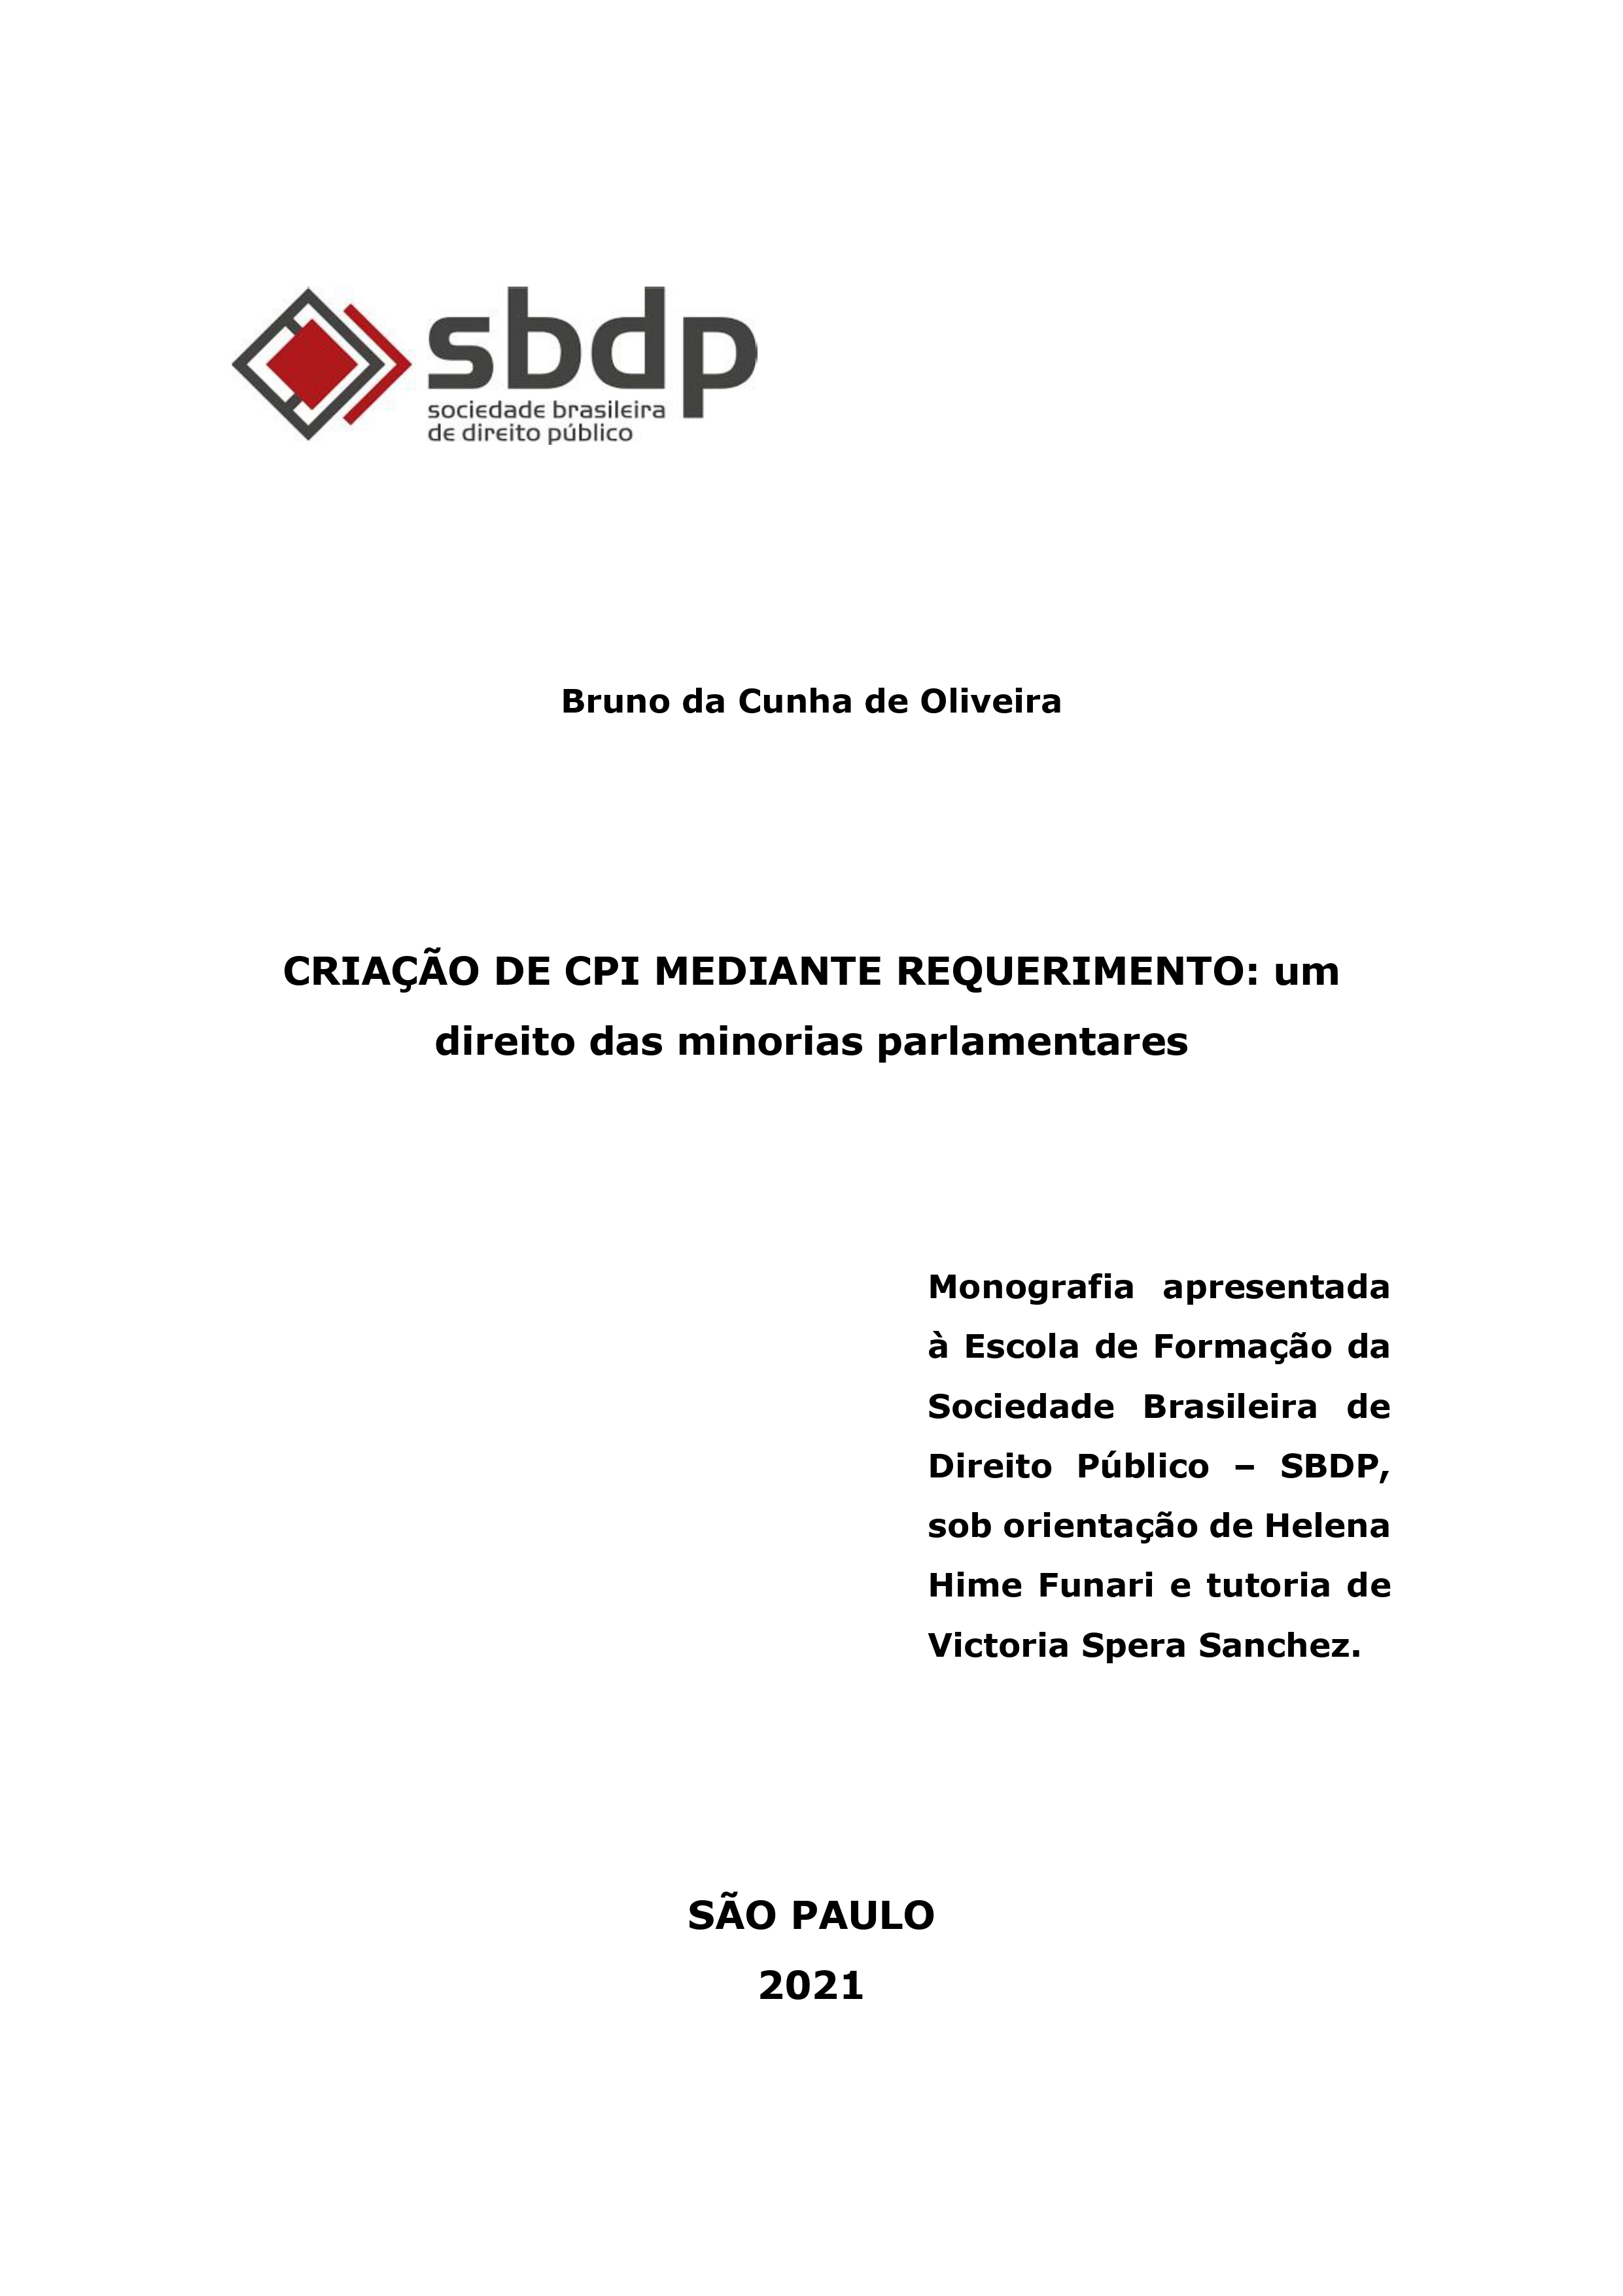 sbdp
sociedade brasileira
de direito público
Bruno da Cunha de Oliveira
CRIAÇÃO DE CPI MEDIANTE REQUERIMENTO: um
direito das minorias parlamentares
Monografia apresentada
à Escola de Formação da
Sociedade Brasileira de
Direito Público – SBDP,
sob orientação de Helena
Hime Funari e tutoria de
Victoria Spera Sanchez.
SÃO PAULO
2021